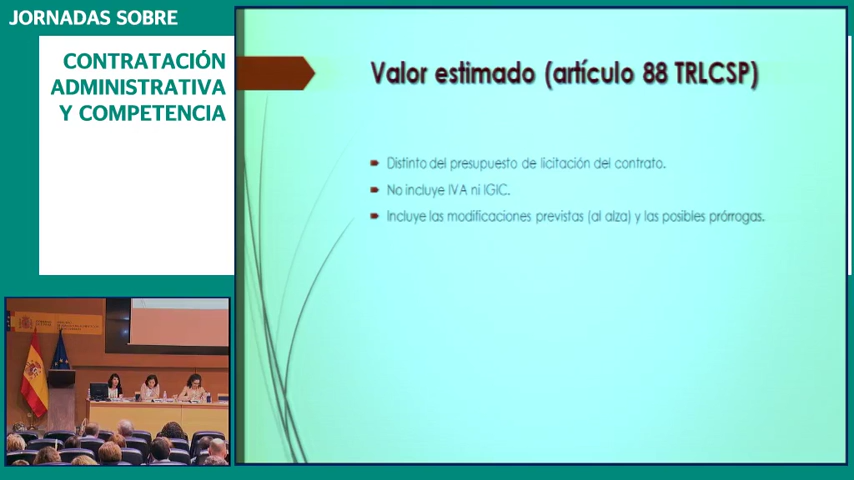 JORNADAS SOBRE
CONTRATACIÓN
ADMINISTRATIVA
Y COMPETENCIA
Valor estimado (artículo 88 TRLCSP)
Distinto del presupuesto de licitación del contrato.
No incluye IVA ni IGIC.
Incluye las modificaciones previstas (al alza) y las posibles prórrogas.